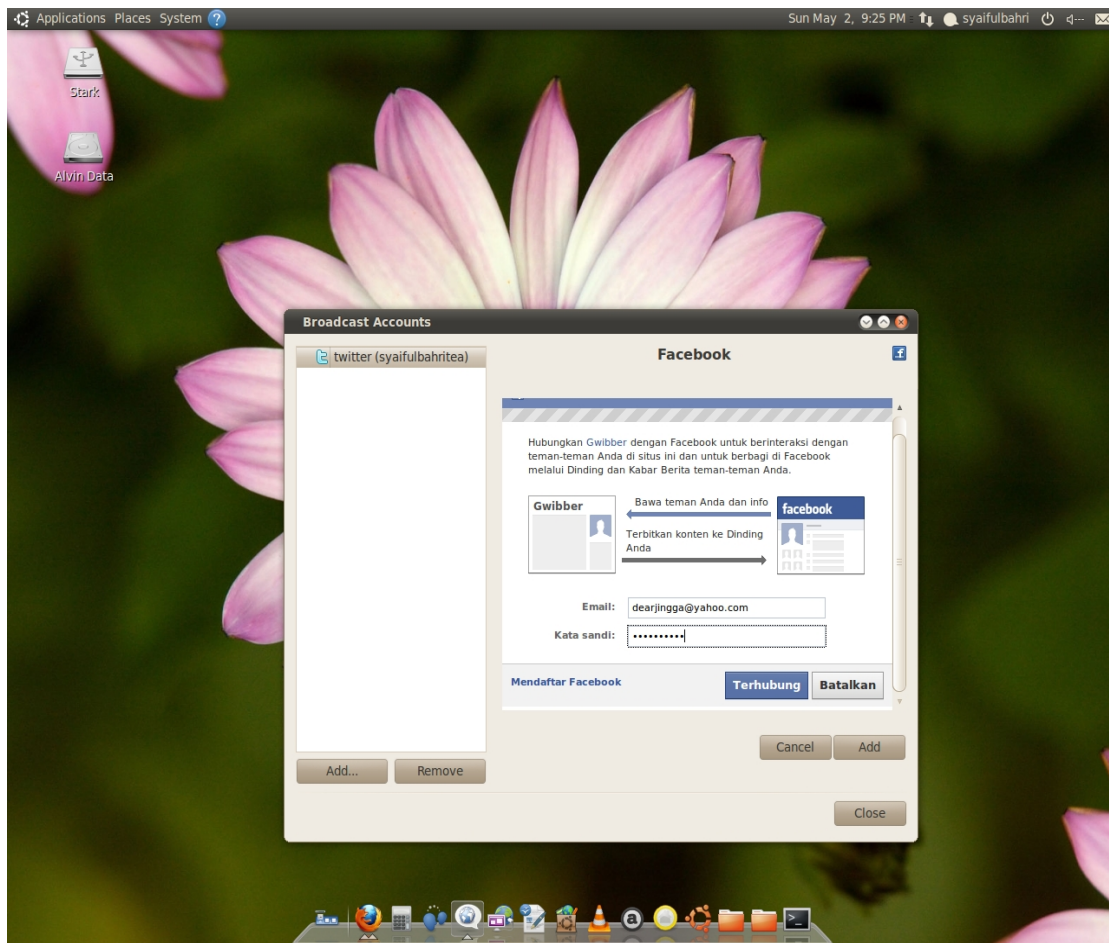 Applications Places System ?
Sun May 2, 9:25 PM syaifulbahri
Stark
Alvin Data
Broadcast Accounts
twitter (syaifulbahritea)
Facebook
Hubungkan Gwibber dengan Facebook untuk berinteraksi dengan
teman-teman Anda di situs ini dan untuk berbagi di Facebook
melalui Dinding dan Kabar Berita teman-teman Anda.
Gwibber
Bawa teman Anda dan info
facebook
Terbitkan konten ke Dinding
Anda
Email: dearjingga@yahoo.com
Kata sandi: ••••••••••
Mendaftar Facebook
Terhubung Batalkan
Cancel Add
Add... Remove
Close